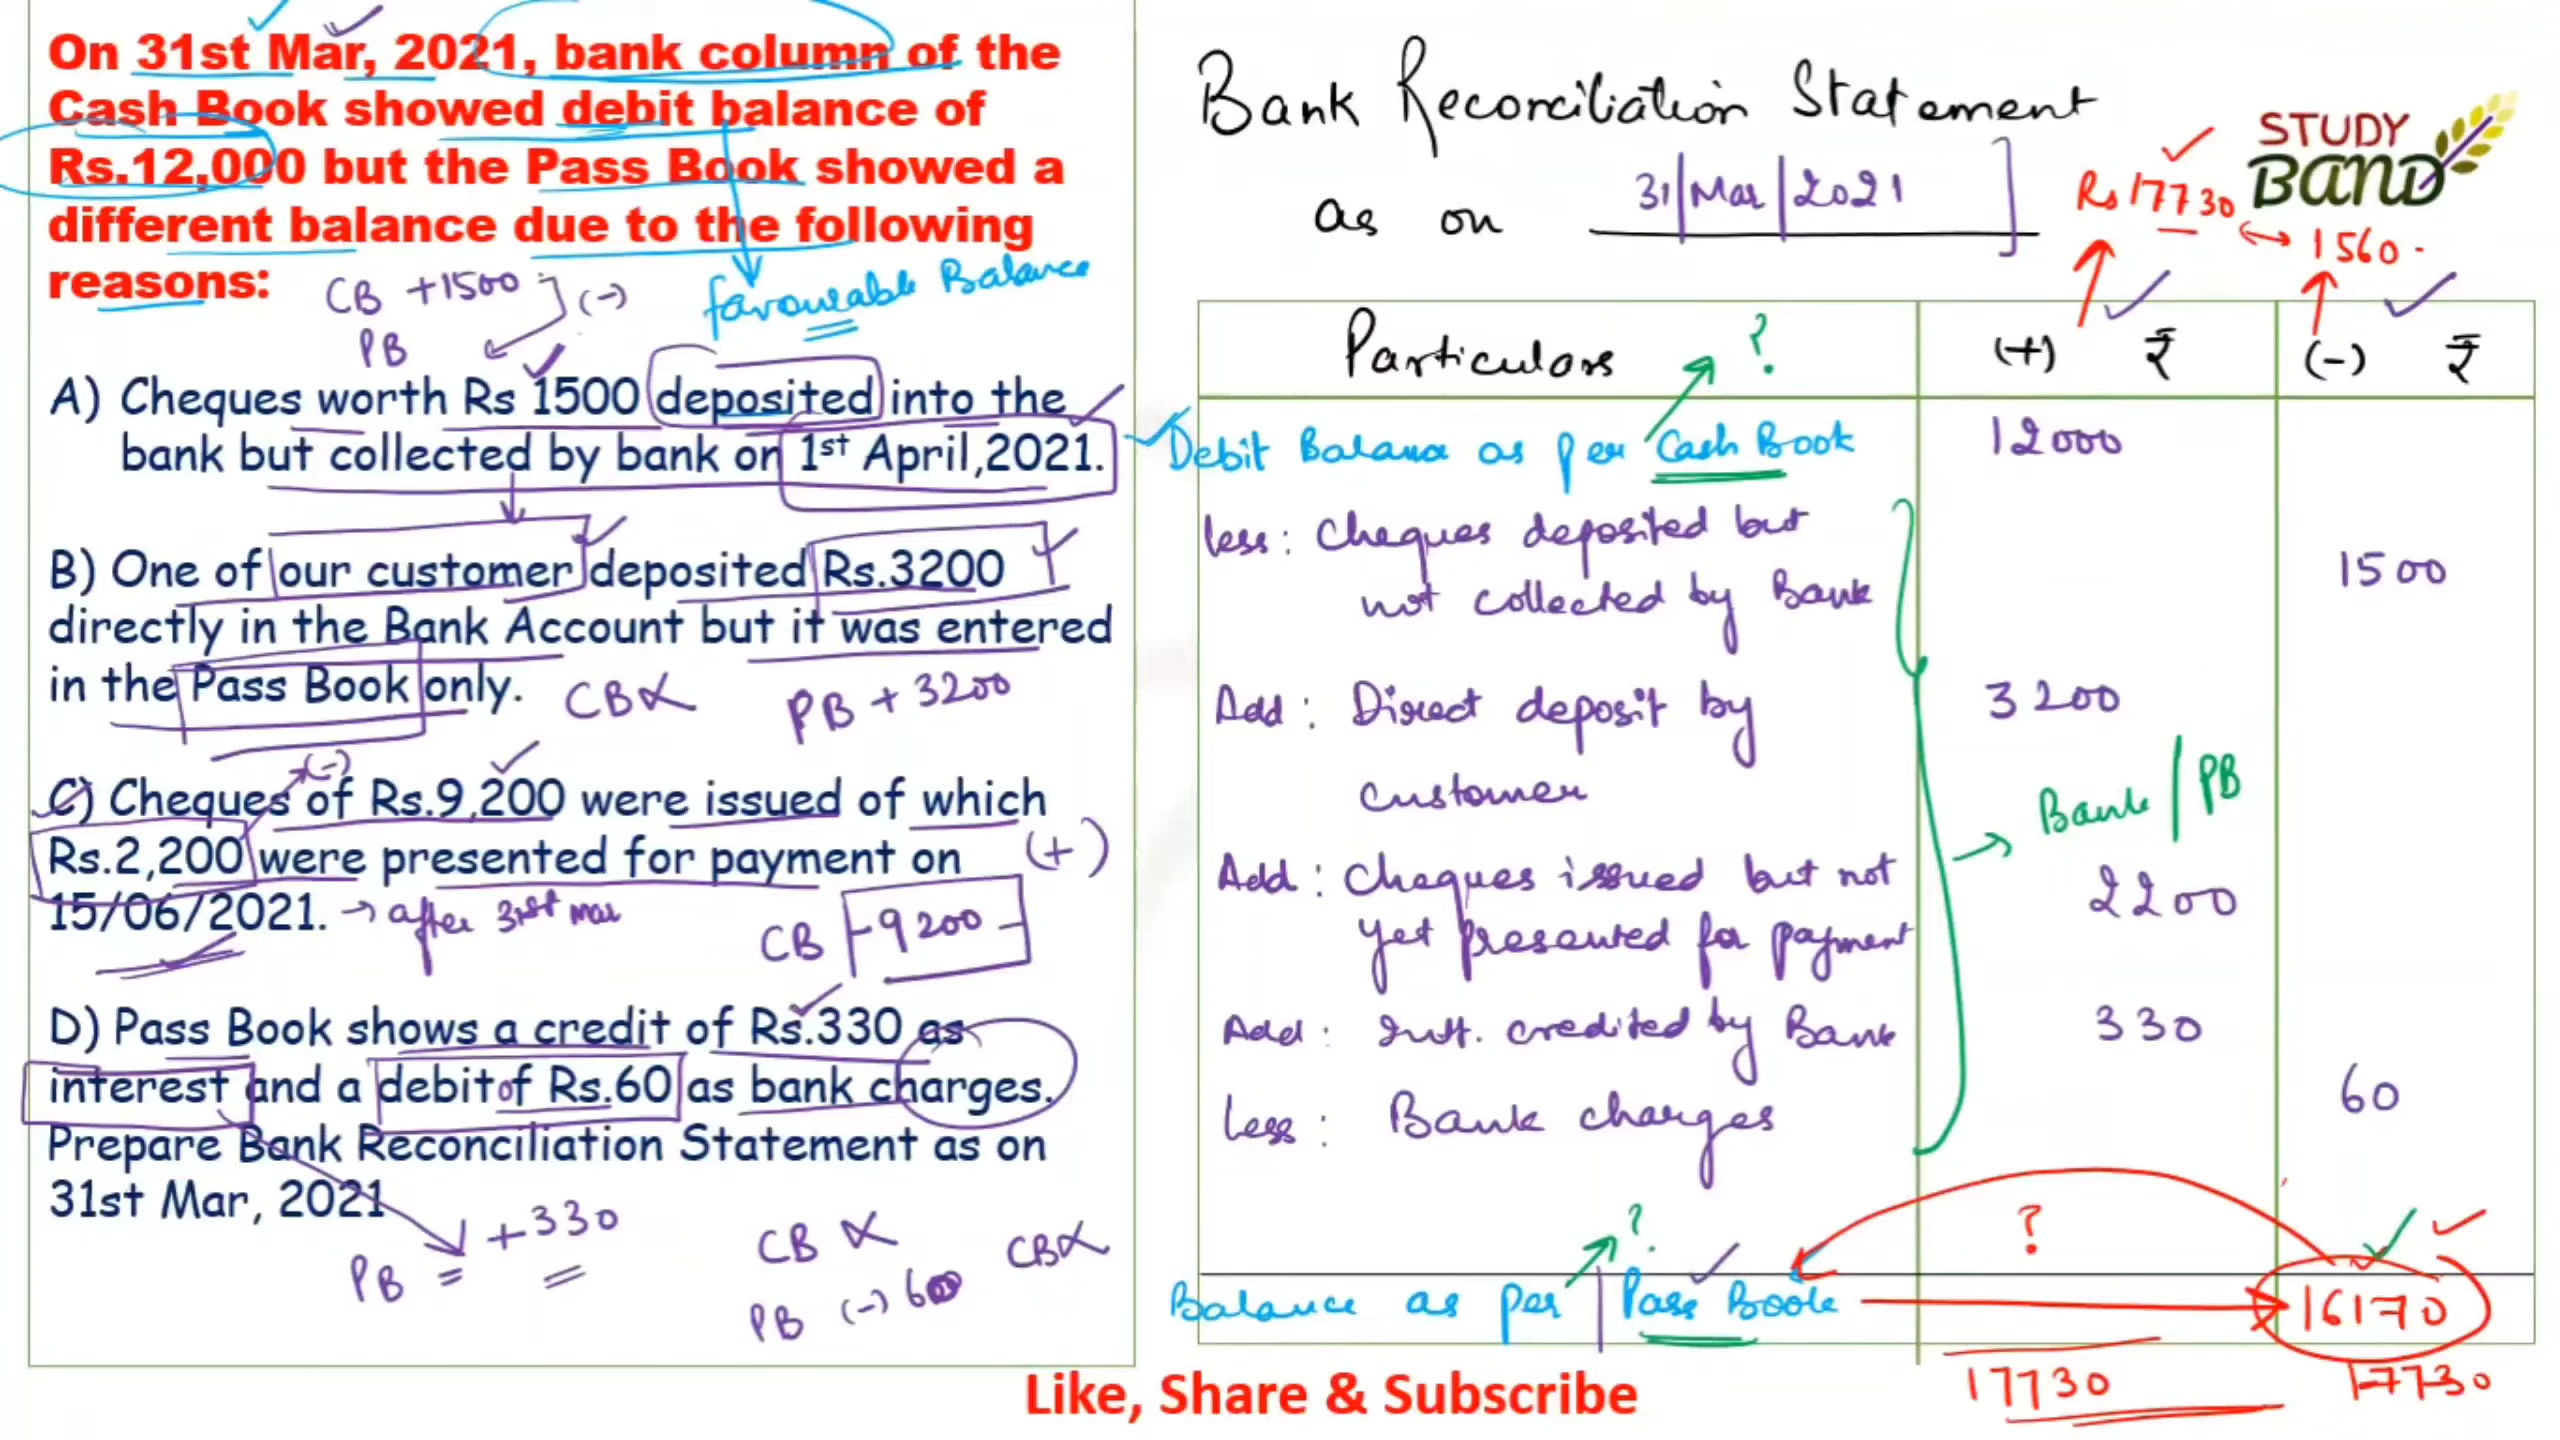 On 31st Mar, 2021, bank column of the
Cash Book showed debit balance of
Rs.12,000 but the Pass Book showed a
different balance due to the following
reasons:
CB +1500 (-)
PB
favourable Balance
A) Cheques worth Rs 1500 deposited into the
bank but collected by bank on 1st April,2021.
B) One of our customer deposited Rs.3200
directly in the Bank Account but it was entered
in the Pass Book only.
CB× PB + 3200
(-)
C) Cheques of Rs.9,200 were issued of which
Rs.2,200 were presented for payment on (+)
15/06/2021. → after 31st Mar
CB -9200
D) Pass Book shows a credit of Rs.330 as
interest and a debit of Rs.60 as bank charges.
Prepare Bank Reconciliation Statement as on
31st Mar, 2021
PB +330
CB × CB×
PB (-) 60
Bank Reconciliation Statement
as on 31/Mar/2021
STUDY
BAND
Rs 17730 (-) 1560
Particulars ? (+) ₹ (-) ₹
Debit Balance as per Cash Book 12000
Less: Cheques deposited but
not collected by Bank 1500
Add: Direct deposit by 3200
customer
Bank/PB
Add: Cheques issued but not 2200
yet presented for payment
Add: Intt. credited by Bank 330
Less: Bank charges 60
? ?
Balance as per Pass Book 16170
17730 17730
Like, Share & Subscribe